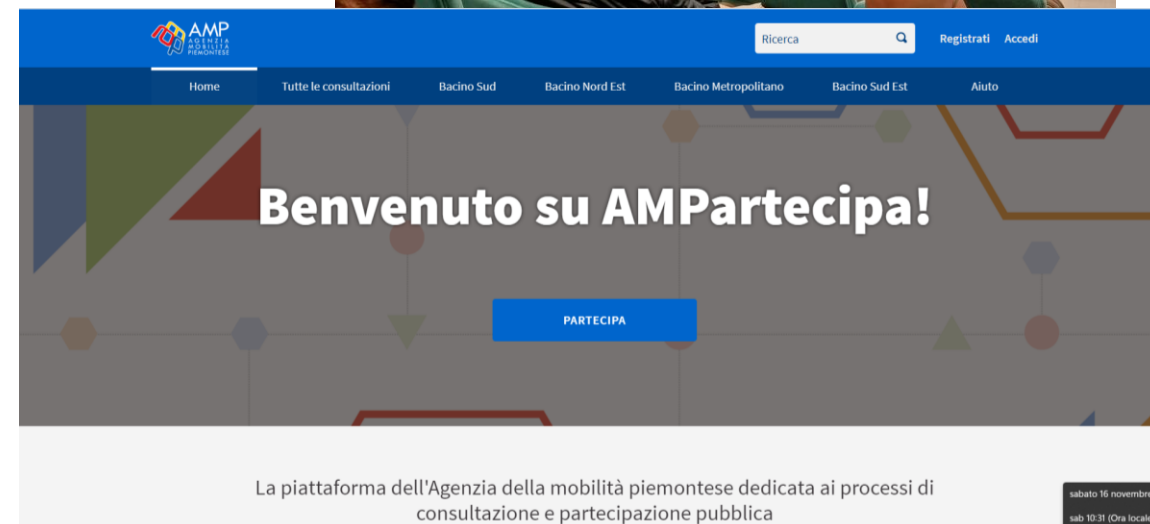 AMP
AGENZIA
MOBILITÀ
PIEMONTESE
Ricerca
Registrati Accedi
Home Tutte le consultazioni Bacino Sud Bacino Nord Est Bacino Metropolitano Bacino Sud Est Aiuto
Benvenuto su AMPartecipa!
PARTECIPA
La piattaforma dell'Agenzia della mobilità piemontese dedicata ai processi di
consultazione e partecipazione pubblica
sabato 16 novembre
sab 10:31 (Ora locale